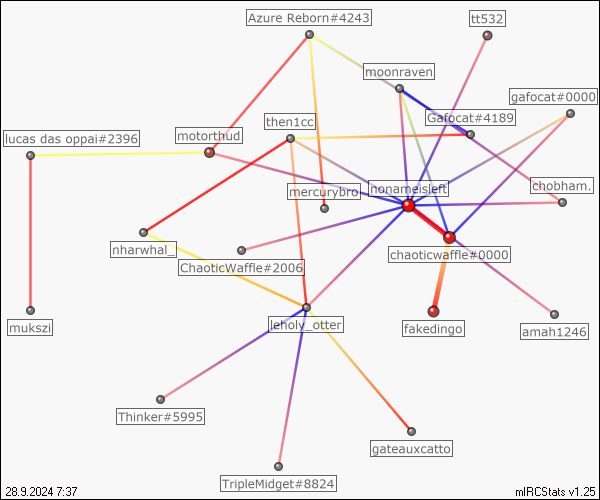 Azure Reborn#4243
tt532
moonraven
gafocat#0000
then1cc
Gafocat#4189
lucas das oppai#2396
motorthud
mercurybro
nonameisleft
chobham.
nharwhal_
ChaoticWaffle#2006
chaoticwaffle#0000
mukszi
leholy_otter
fakedingo
amah1246
Thinker#5995
gateauxcatto
TripleMidget#8824
28.9.2024 7:37
mIRCStats v1.25